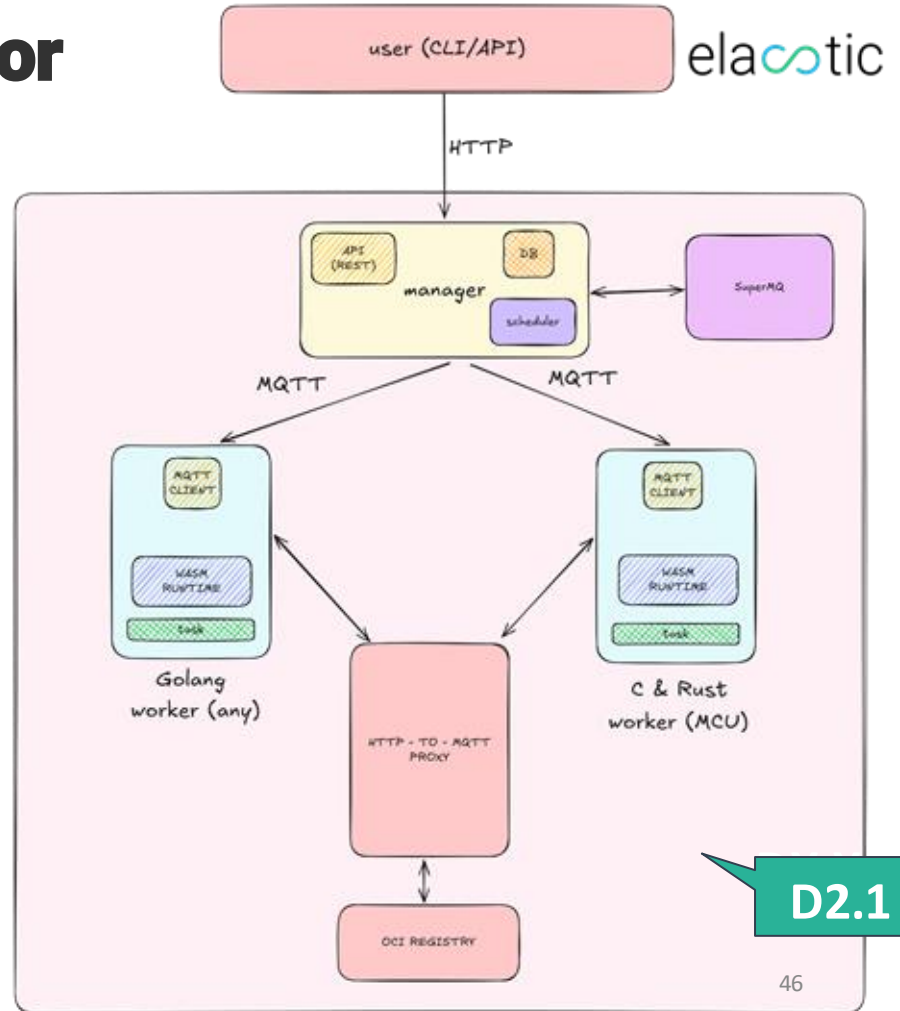 or
user (CLI/API)
elastic
HTTP
API
(REST)
DB
manager
scheduler
SuperMQ
MQTT
MQTT
MQTT
CLIENT
MQTT
CLIENT
WASM
RUNTIME
WASM
RUNTIME
task
task
Golang
worker (any)
C & Rust
worker (MCU)
HTTP - TO - MQTT
PROXY
D2.1
OCI REGISTRY
46